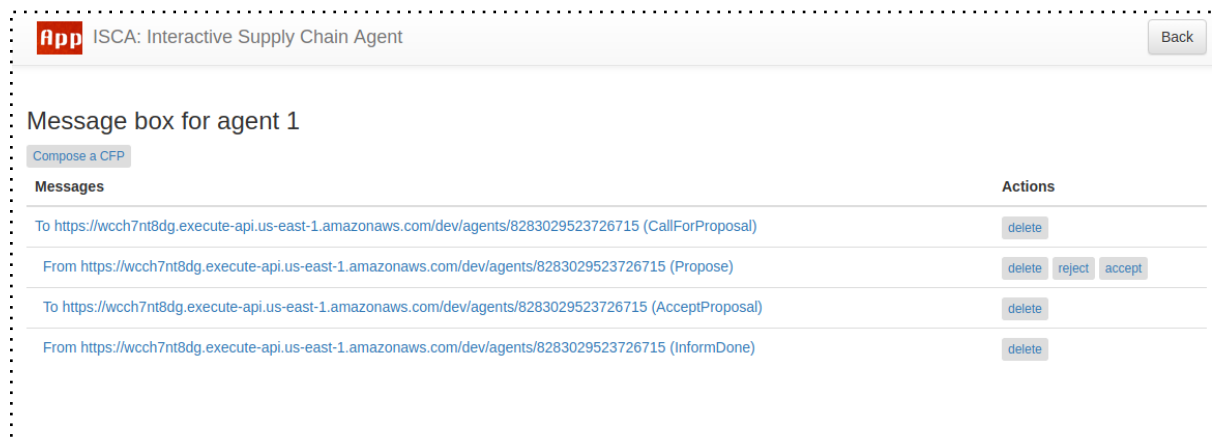 App ISCA: Interactive Supply Chain Agent Back
Message box for agent 1
Compose a CFP
Messages Actions
To https://wcch7nt8dg.execute-api.us-east-1.amazonaws.com/dev/agents/8283029523726715 (CallForProposal) delete
From https://wcch7nt8dg.execute-api.us-east-1.amazonaws.com/dev/agents/8283029523726715 (Propose) delete reject accept
To https://wcch7nt8dg.execute-api.us-east-1.amazonaws.com/dev/agents/8283029523726715 (AcceptProposal) delete
From https://wcch7nt8dg.execute-api.us-east-1.amazonaws.com/dev/agents/8283029523726715 (InformDone) delete